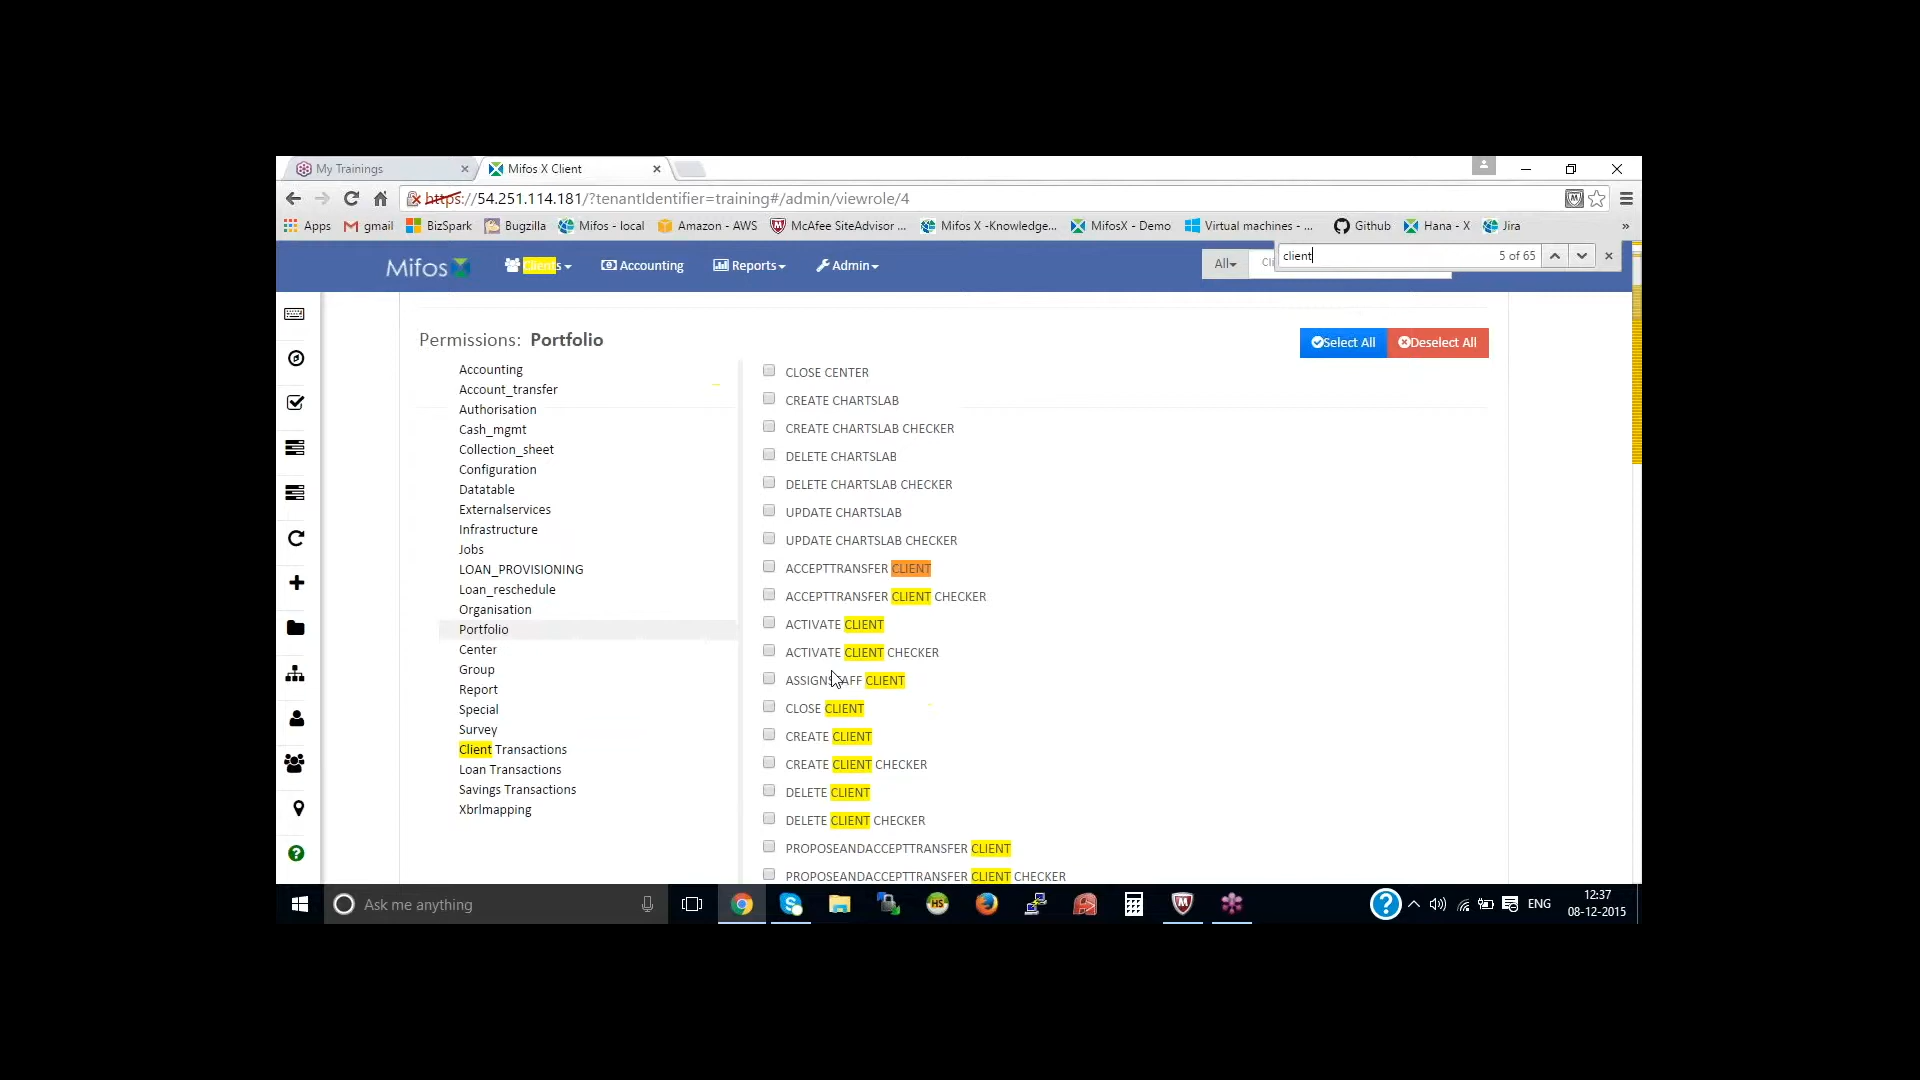 My Trainings
Mifos X Client
https://54.251.114.181/?tenantIdentifier=training#/admin/viewrole/4
Apps gmail BizSpark Bugzilla Mifos - local Amazon - AWS McAfee SiteAdvisor ... Mifos X -Knowledge... MifosX - Demo Virtual machines - ... Github Hana - X Jira »
Mifos Clients Accounting Reports Admin All Cli client 5 of 65
Permissions: Portfolio
Select All Deselect All
Accounting
Account_transfer
Authorisation
Cash_mgmt
Collection_sheet
Configuration
Datatable
Externalservices
Infrastructure
Jobs
LOAN_PROVISIONING
Loan_reschedule
Organisation
Portfolio
Center
Group
Report
Special
Survey
Client Transactions
Loan Transactions
Savings Transactions
Xbrlmapping
CLOSE CENTER
CREATE CHARTSLAB
CREATE CHARTSLAB CHECKER
DELETE CHARTSLAB
DELETE CHARTSLAB CHECKER
UPDATE CHARTSLAB
UPDATE CHARTSLAB CHECKER
ACCEPTTRANSFER CLIENT
ACCEPTTRANSFER CLIENT CHECKER
ACTIVATE CLIENT
ACTIVATE CLIENT CHECKER
ASSIGNSTAFF CLIENT
CLOSE CLIENT
CREATE CLIENT
CREATE CLIENT CHECKER
DELETE CLIENT
DELETE CLIENT CHECKER
PROPOSEANDACCEPTTRANSFER CLIENT
PROPOSEANDACCEPTTRANSFER CLIENT CHECKER
Ask me anything
ENG
12:37
08-12-2015